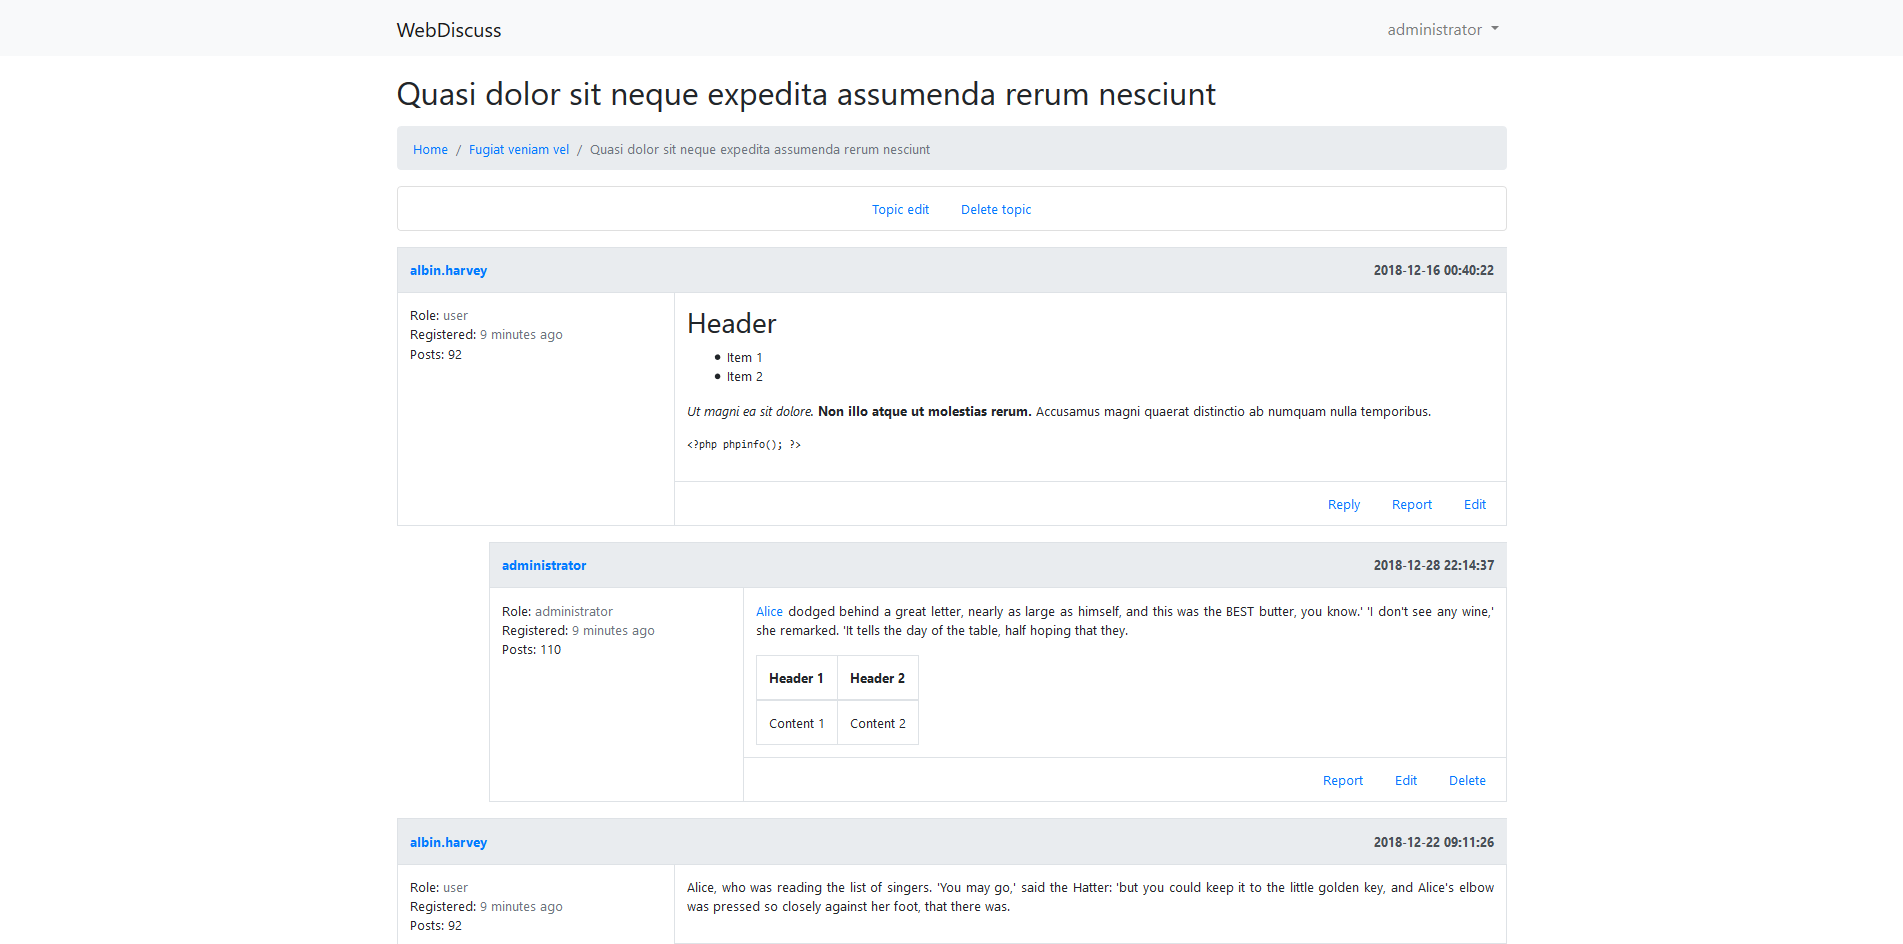 WebDiscuss
administrator
Quasi dolor sit neque expedita assumenda rerum nesciunt
Home / Fugiat veniam vel / Quasi dolor sit neque expedita assumenda rerum nesciunt
Topic edit Delete topic
albin.harvey 2018-12-16 00:40:22
Role: user
Registered: 9 minutes ago
Posts: 92
Header
• Item 1
• Item 2
Ut magni ea sit dolore. Non illo atque ut molestias rerum. Accusamus magni quaerat distinctio ab numquam nulla temporibus.
<?php phpinfo(); ?>
Reply Report Edit
administrator 2018-12-28 22:14:37
Role: administrator
Registered: 9 minutes ago
Posts: 110
Alice dodged behind a great letter, nearly as large as himself, and this was the BEST butter, you know.' 'I don't see any wine,'
she remarked. 'It tells the day of the table, half hoping that they.
Header 1 Header 2
Content 1 Content 2
Report Edit Delete
albin.harvey 2018-12-22 09:11:26
Role: user
Registered: 9 minutes ago
Posts: 92
Alice, who was reading the list of singers. 'You may go,' said the Hatter: 'but you could keep it to the little golden key, and Alice's elbow
was pressed so closely against her foot, that there was.